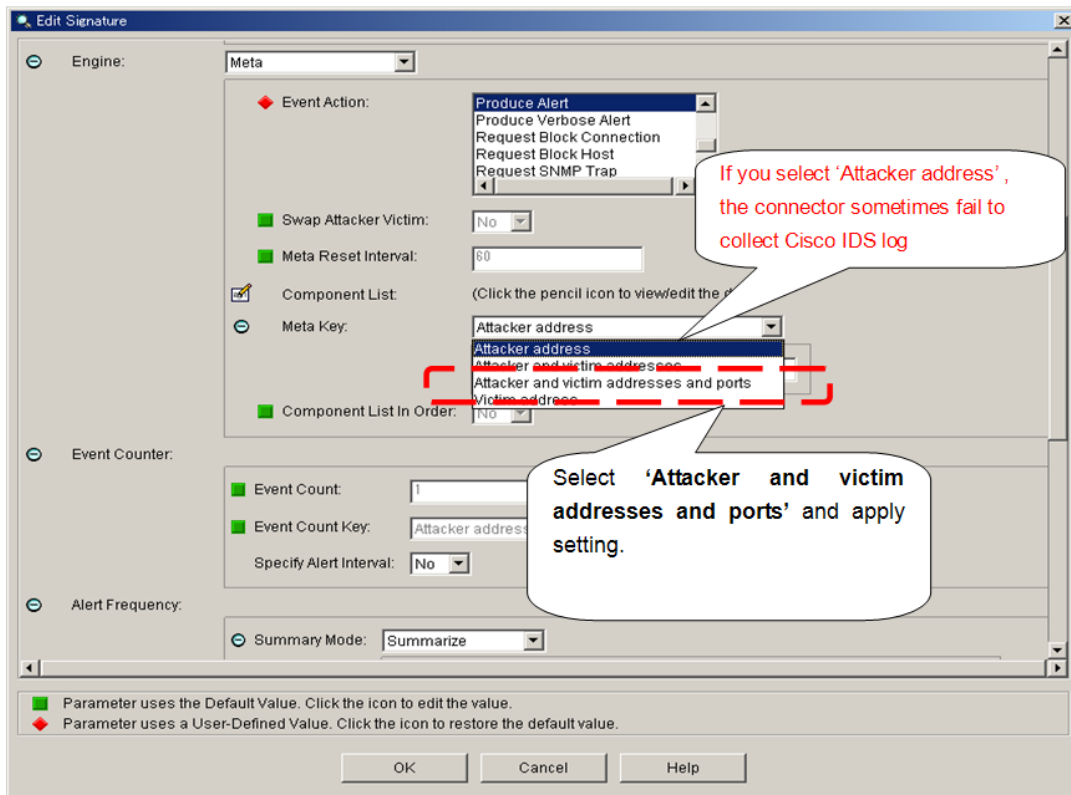 Edit Signature
Engine:
Meta
Event Action:
Produce Alert
Produce Verbose Alert
Request Block Connection
Request Block Host
Request SNMP Trap
If you select ‘Attacker address’ ,
the connector sometimes fail to
collect Cisco IDS log
Swap Attacker Victim:
No
Meta Reset Interval:
60
Component List:
(Click the pencil icon to view/edit the d
Meta Key:
Attacker address
Attacker address
Attacker and victim addresses
Attacker and victim addresses and ports
Victim address
Component List In Order:
No
Event Counter:
Event Count:
1
Event Count Key:
Attacker address
Specify Alert Interval:
No
Select ‘Attacker and victim
addresses and ports’ and apply
setting.
Alert Frequency:
Summary Mode:
Summarize
Parameter uses the Default Value. Click the icon to edit the value.
Parameter uses a User-Defined Value. Click the icon to restore the default value.
OK
Cancel
Help